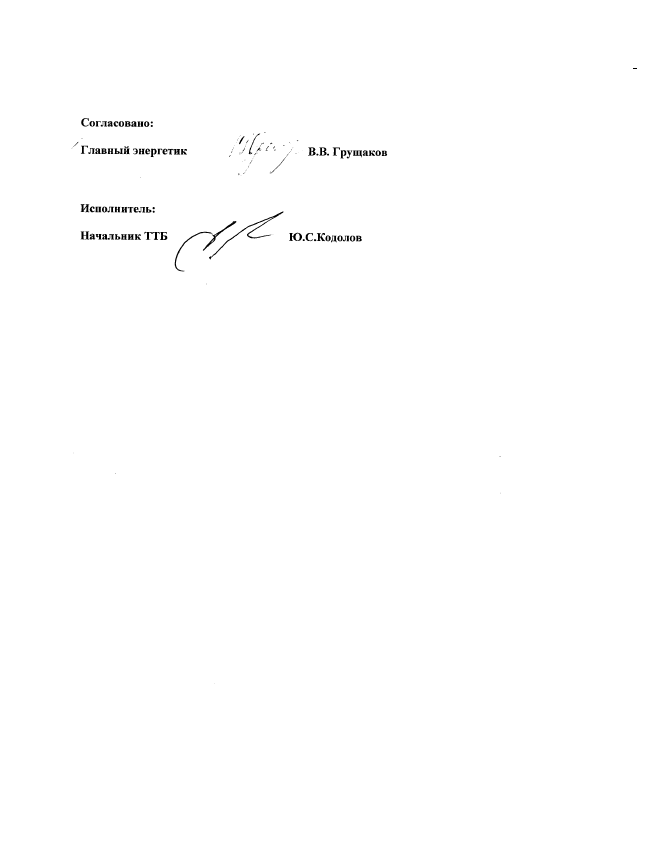 Согласовано:
Главный энергетик В.В. Грущаков
Исполнитель:
Начальник ТТБ Ю.С.Кодолов